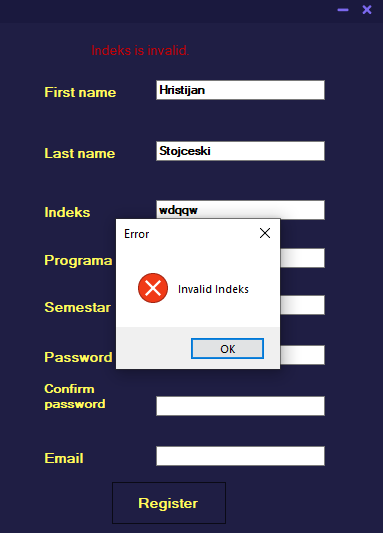 Indeks is invalid.
First name
Hristijan
Last name
Stojceski
Indeks
wdqqw
Error
Programa
Invalid Indeks
Semestar
OK
Password
Confirm
password
Email
Register